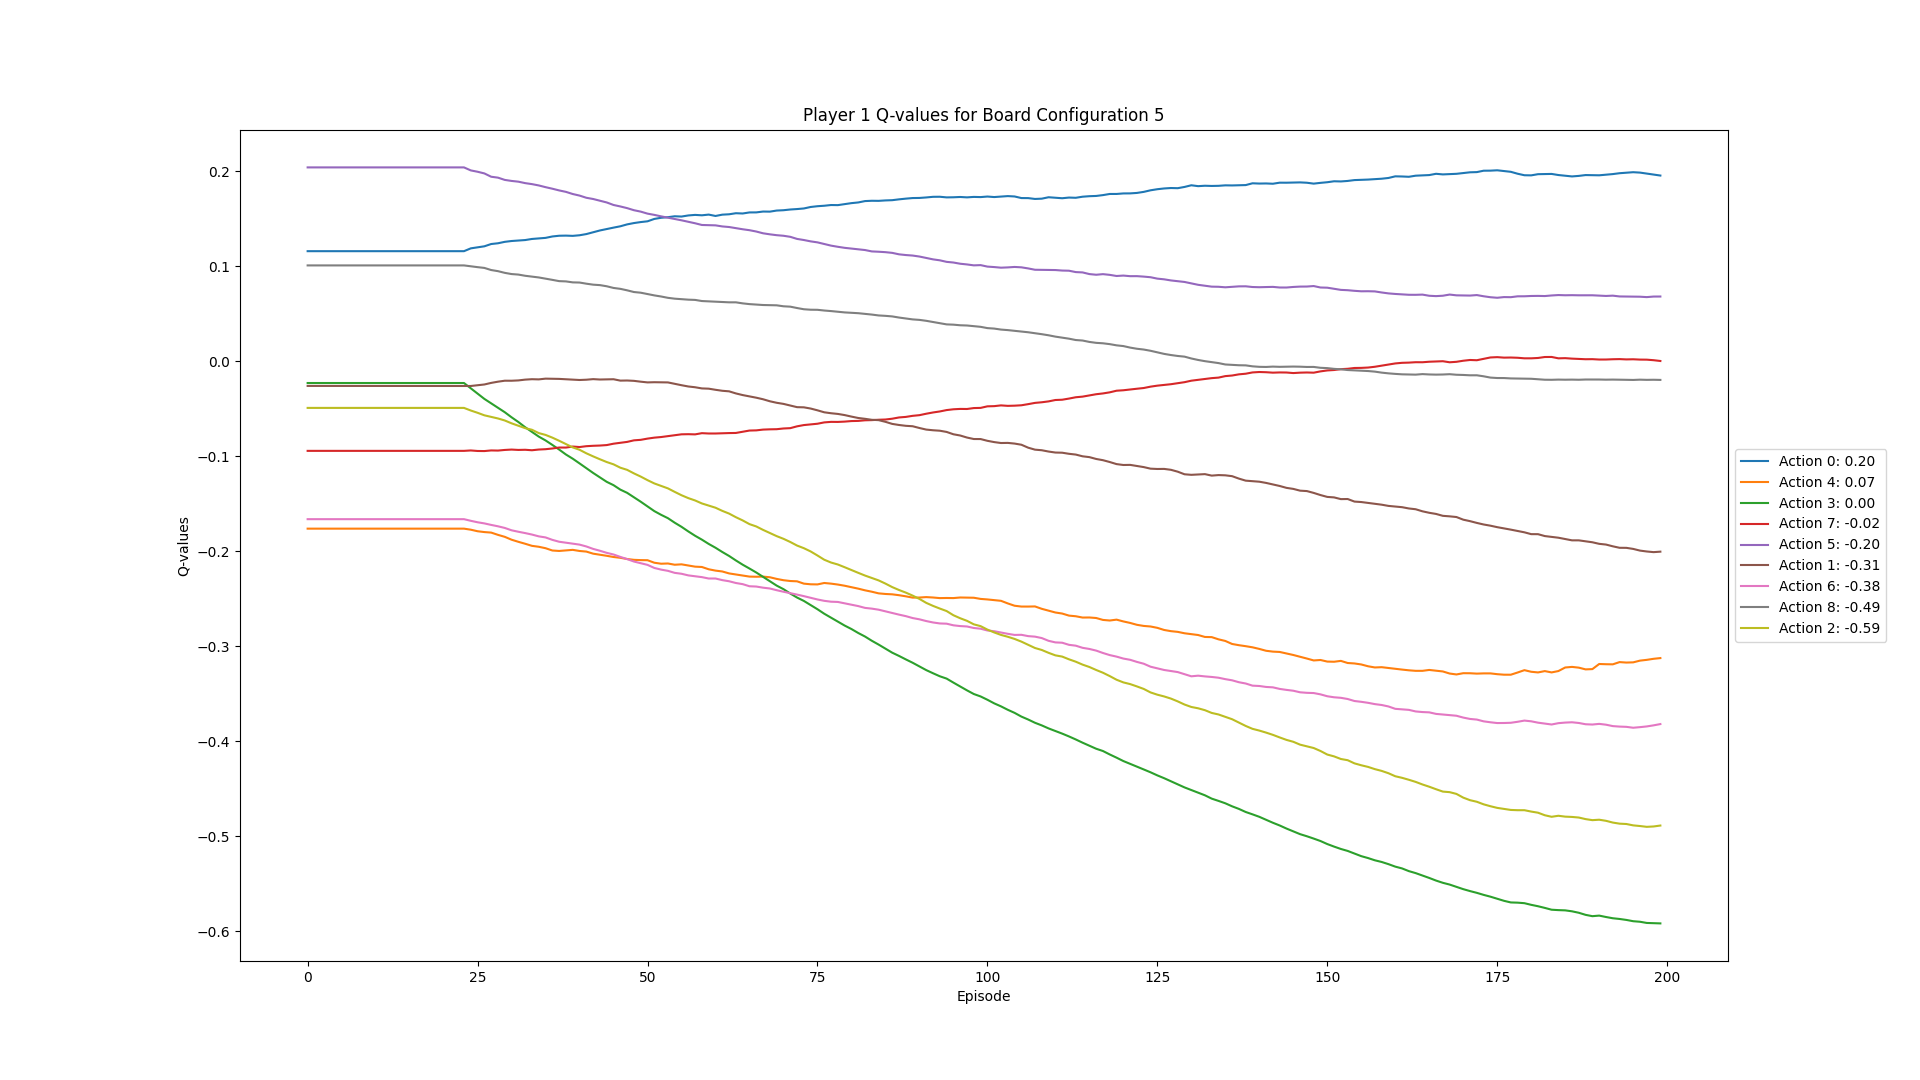 Player 1 Q-values for Board Configuration 5
0.2
0.1
0.0
−0.1
−0.2
−0.3
−0.4
−0.5
−0.6
Q-values
0 25 50 75 100 125 150 175 200
Episode
Action 0: 0.20
Action 4: 0.07
Action 3: 0.00
Action 7: -0.02
Action 5: -0.20
Action 1: -0.31
Action 6: -0.38
Action 8: -0.49
Action 2: -0.59